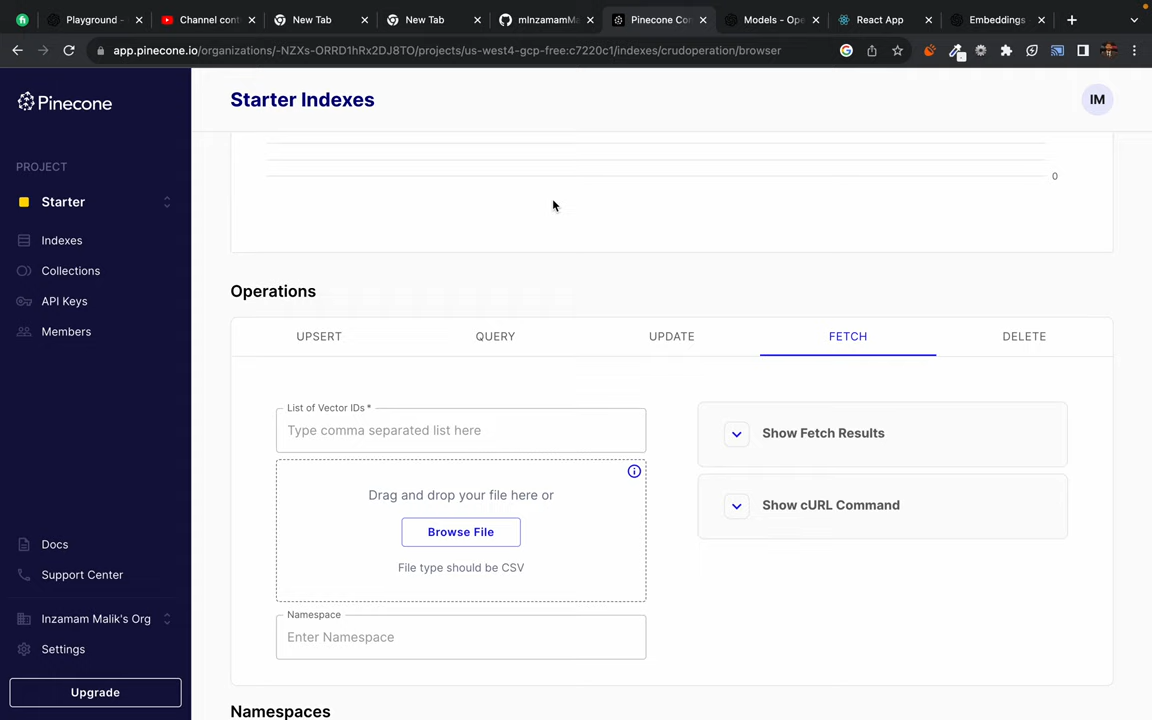 Playground -
Channel cont
New Tab
New Tab
mInzamamMa
Pinecone Con
Models - Ope
React App
Embeddings
app.pinecone.io/organizations/-NZXs-ORRD1hRx2DJ8TO/projects/us-west4-gcp-free:c7220c1/indexes/crudoperation/browser
Pinecone
Starter Indexes
IM
PROJECT
Starter
Indexes
Collections
API Keys
Members
Docs
Support Center
Inzamam Malik's Org
Settings
Upgrade
0
Operations
UPSERT
QUERY
UPDATE
FETCH
DELETE
List of Vector IDs *
Type comma separated list here
Drag and drop your file here or
Browse File
File type should be CSV
Namespace
Enter Namespace
Show Fetch Results
Show cURL Command
Namespaces